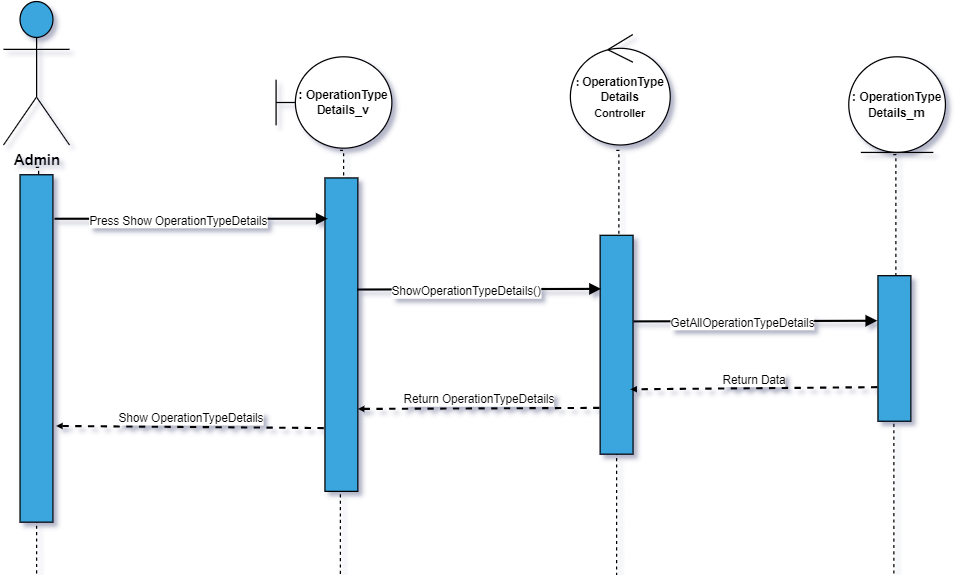 : OperationType
Details_v
: OperationType
Details
Controller
: OperationType
Details_m
Admin
Press Show OperationTypeDetails
ShowOperationTypeDetails()
GetAllOperationTypeDetails
Return Data
Return OperationTypeDetails
Show OperationTypeDetails